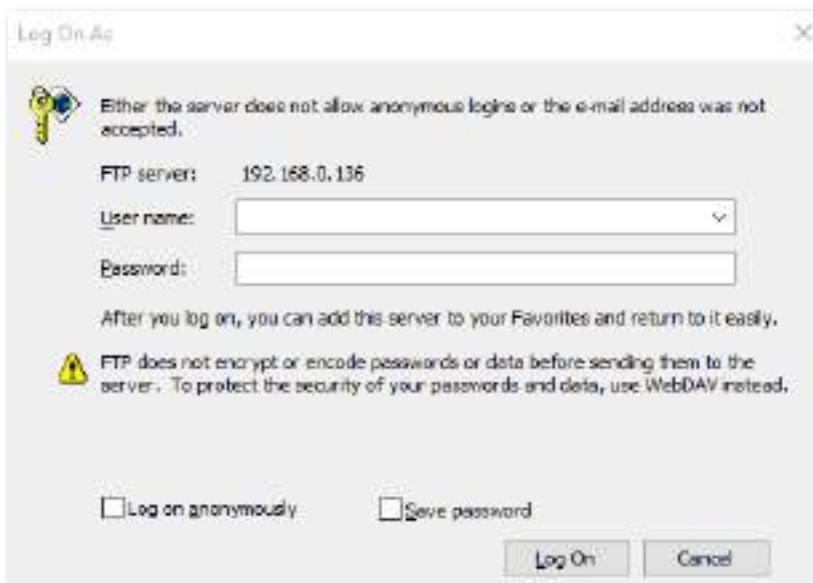 Log On As
Either the server does not allow anonymous logins or the e-mail address was not
accepted.
FTP server: 192.168.0.136
User name:
Password:
After you log on, you can add this server to your Favorites and return to it easily.
FTP does not encrypt or encode passwords or data before sending them to the
server. To protect the security of your passwords and data, use WebDAV instead.
Log on anonymously Save password
Log On Cancel